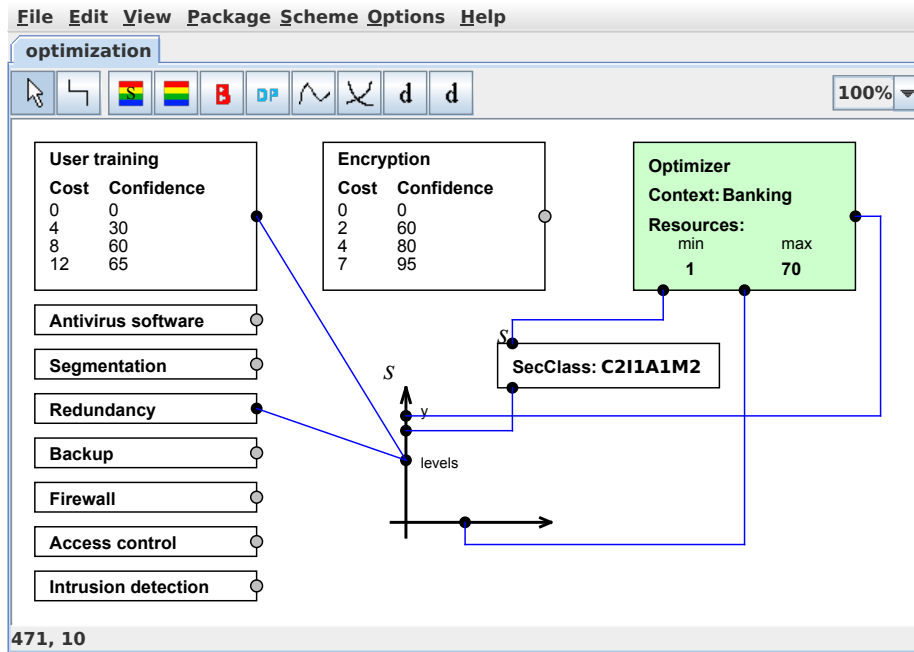 File Edit View Package Scheme Options Help
optimization
S B DP d d 100%
User training
Cost Confidence
0 0
4 30
8 60
12 65
Encryption
Cost Confidence
0 0
2 60
4 80
7 95
Optimizer
Context: Banking
Resources:
min max
1 70
Antivirus software
Segmentation
Redundancy
Backup
Firewall
Access control
Intrusion detection
S
SecClass: C2I1A1M2
S
y
levels
471, 10